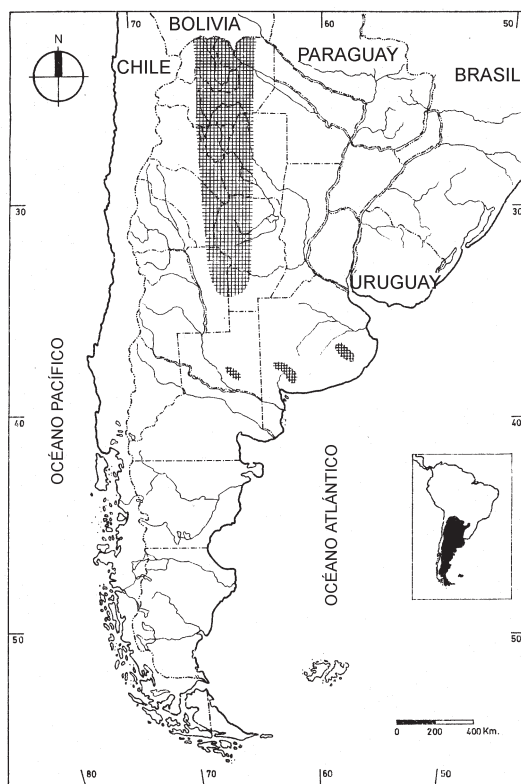 70
60
50
BOLIVIA
N
CHILE
PARAGUAY
BRASIL
30
30
URUGUAY
OCÉANO PACÍFICO
40
40
OCÉANO ATLÁNTICO
50
50
0 200 400 Km.
80
70
60
50